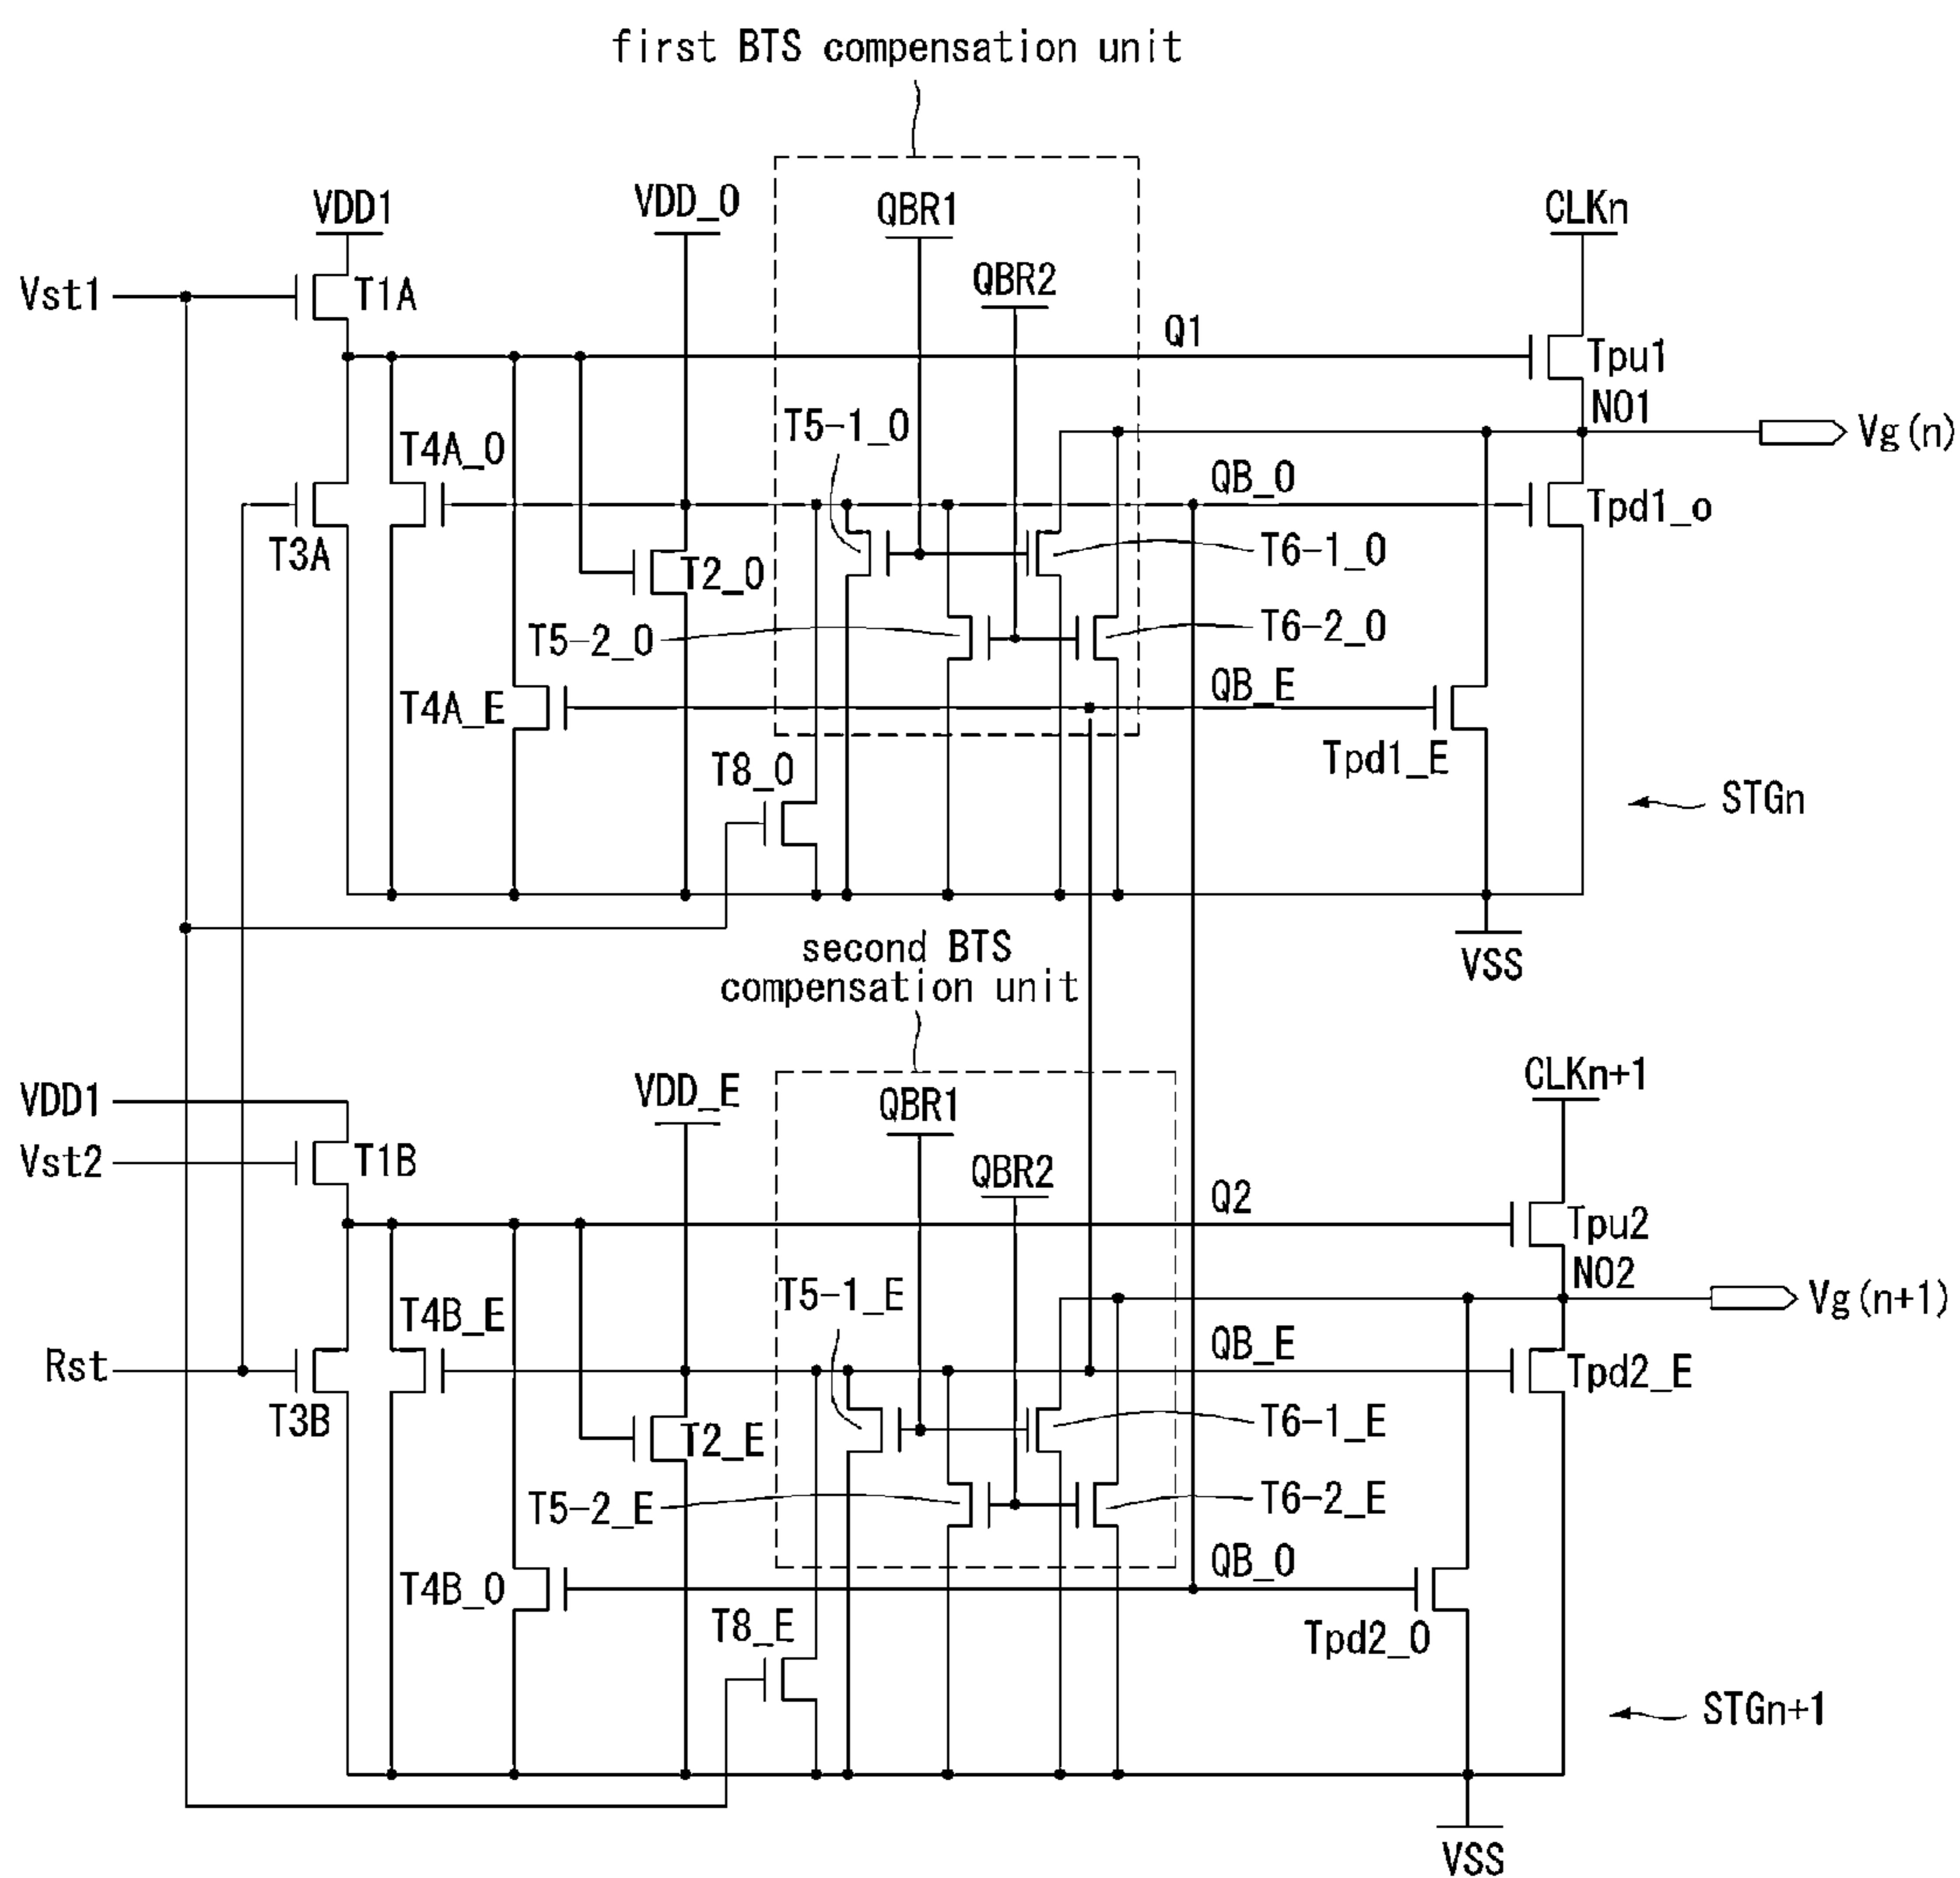 first BTS compensation unit
VDD1
VDD_O
QBR1
CLKn
QBR2
Vst1
T1A
Q1
Tpu1
NO1
T5-1_O
Vg(n)
T4A_O
QB_O
Tpd1_o
T3A
T2_O
T6-1_O
T5-2_O
T6-2_O
T4A_E
QB_E
Tpd1_E
T8_O
STGn
second BTS
compensation unit
VSS
VDD1
VDD_E
QBR1
CLKn+1
Vst2
T1B
QBR2
Q2
Tpu2
NO2
T5-1_E
Vg(n+1)
T4B_E
QB_E
Rst
Tpd2_E
T3B
T2_E
T6-1_E
T5-2_E
T6-2_E
QB_O
T4B_O
T8_E
Tpd2_O
STGn+1
VSS